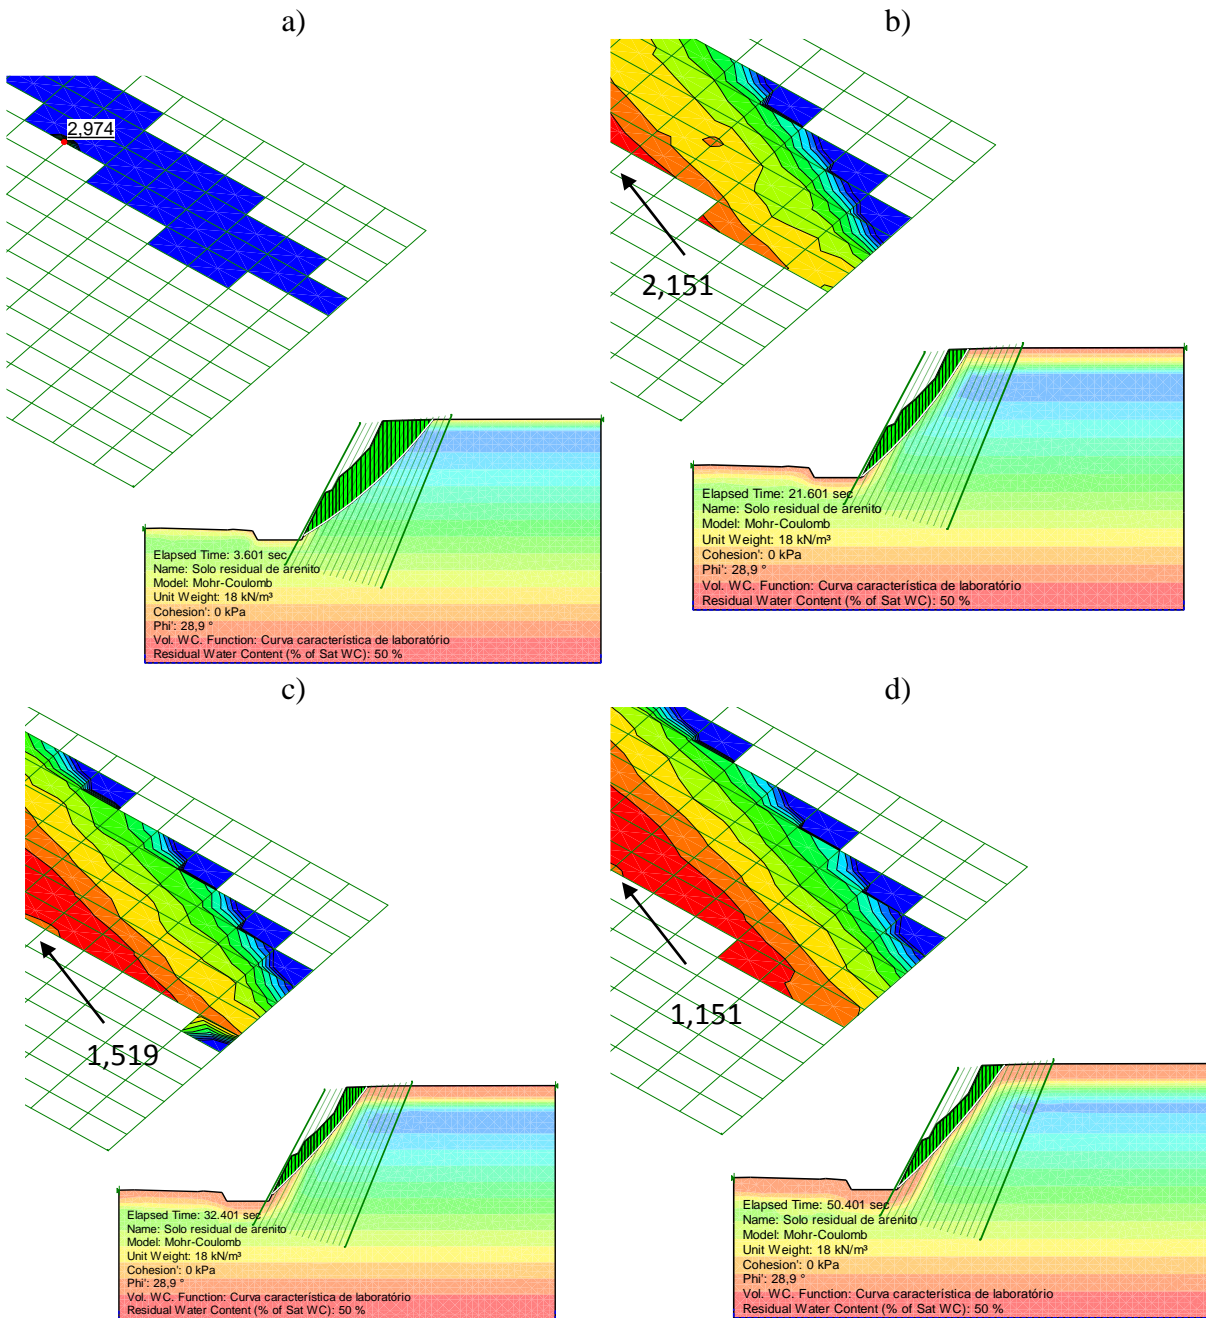 a)
2,974
Elapsed Time: 3.601 sec
Name: Solo residual de arenito
Model: Mohr-Coulomb
Unit Weight: 18 kN/m³
Cohesion': 0 kPa
Phi': 28,9 °
Vol. WC. Function: Curva característica de laboratório
Residual Water Content (% of Sat WC): 50 %
b)
2,151
Elapsed Time: 21.601 sec
Name: Solo residual de arenito
Model: Mohr-Coulomb
Unit Weight: 18 kN/m³
Cohesion': 0 kPa
Phi': 28,9 °
Vol. WC. Function: Curva característica de laboratório
Residual Water Content (% of Sat WC): 50 %
c)
1,519
Elapsed Time: 32.401 sec
Name: Solo residual de arenito
Model: Mohr-Coulomb
Unit Weight: 18 kN/m³
Cohesion': 0 kPa
Phi': 28,9 °
Vol. WC. Function: Curva característica de laboratório
Residual Water Content (% of Sat WC): 50 %
d)
1,151
Elapsed Time: 50.401 sec
Name: Solo residual de arenito
Model: Mohr-Coulomb
Unit Weight: 18 kN/m³
Cohesion': 0 kPa
Phi': 28,9 °
Vol. WC. Function: Curva característica de laboratório
Residual Water Content (% of Sat WC): 50 %